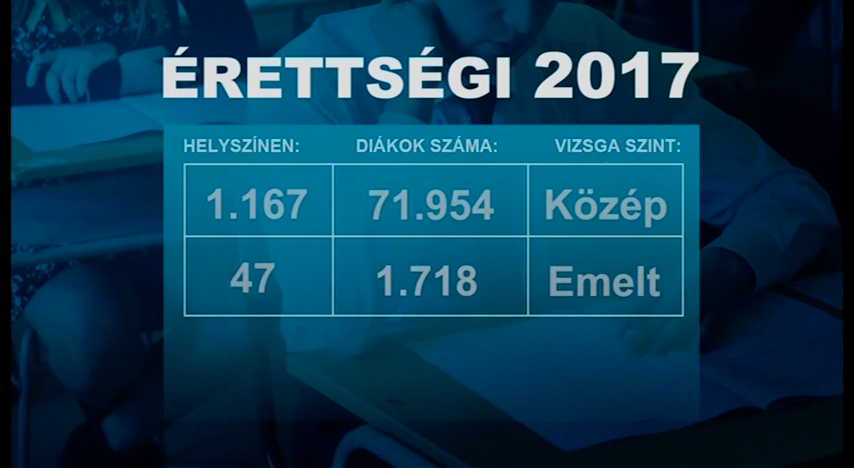 ÉRETTSÉGI 2017
HELYSZÍNEN: DIÁKOK SZÁMA: VIZSGA SZINT:
1.167 71.954 Közép
47 1.718 Emelt